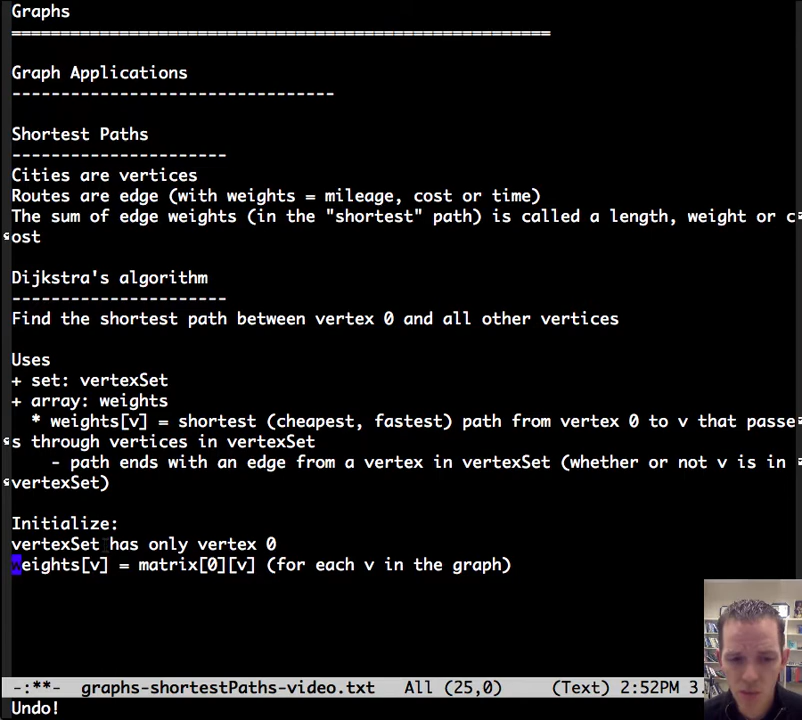 Graphs
=======================================================
Graph Applications
---------------------------------
Shortest Paths
----------------------
Cities are vertices
Routes are edge (with weights = mileage, cost or time)
The sum of edge weights (in the "shortest" path) is called a length, weight or c
ost
Dijkstra's algorithm
----------------------
Find the shortest path between vertex 0 and all other vertices
Uses
+ set: vertexSet
+ array: weights
* weights[v] = shortest (cheapest, fastest) path from vertex 0 to v that passe
s through vertices in vertexSet
- path ends with an edge from a vertex in vertexSet (whether or not v is in
vertexSet)
Initialize:
vertexSet has only vertex 0
weights[v] = matrix[0][v] (for each v in the graph)
-:**- graphs-shortestPaths-video.txt All (25,0) (Text) 2:52PM 3.
Undo!